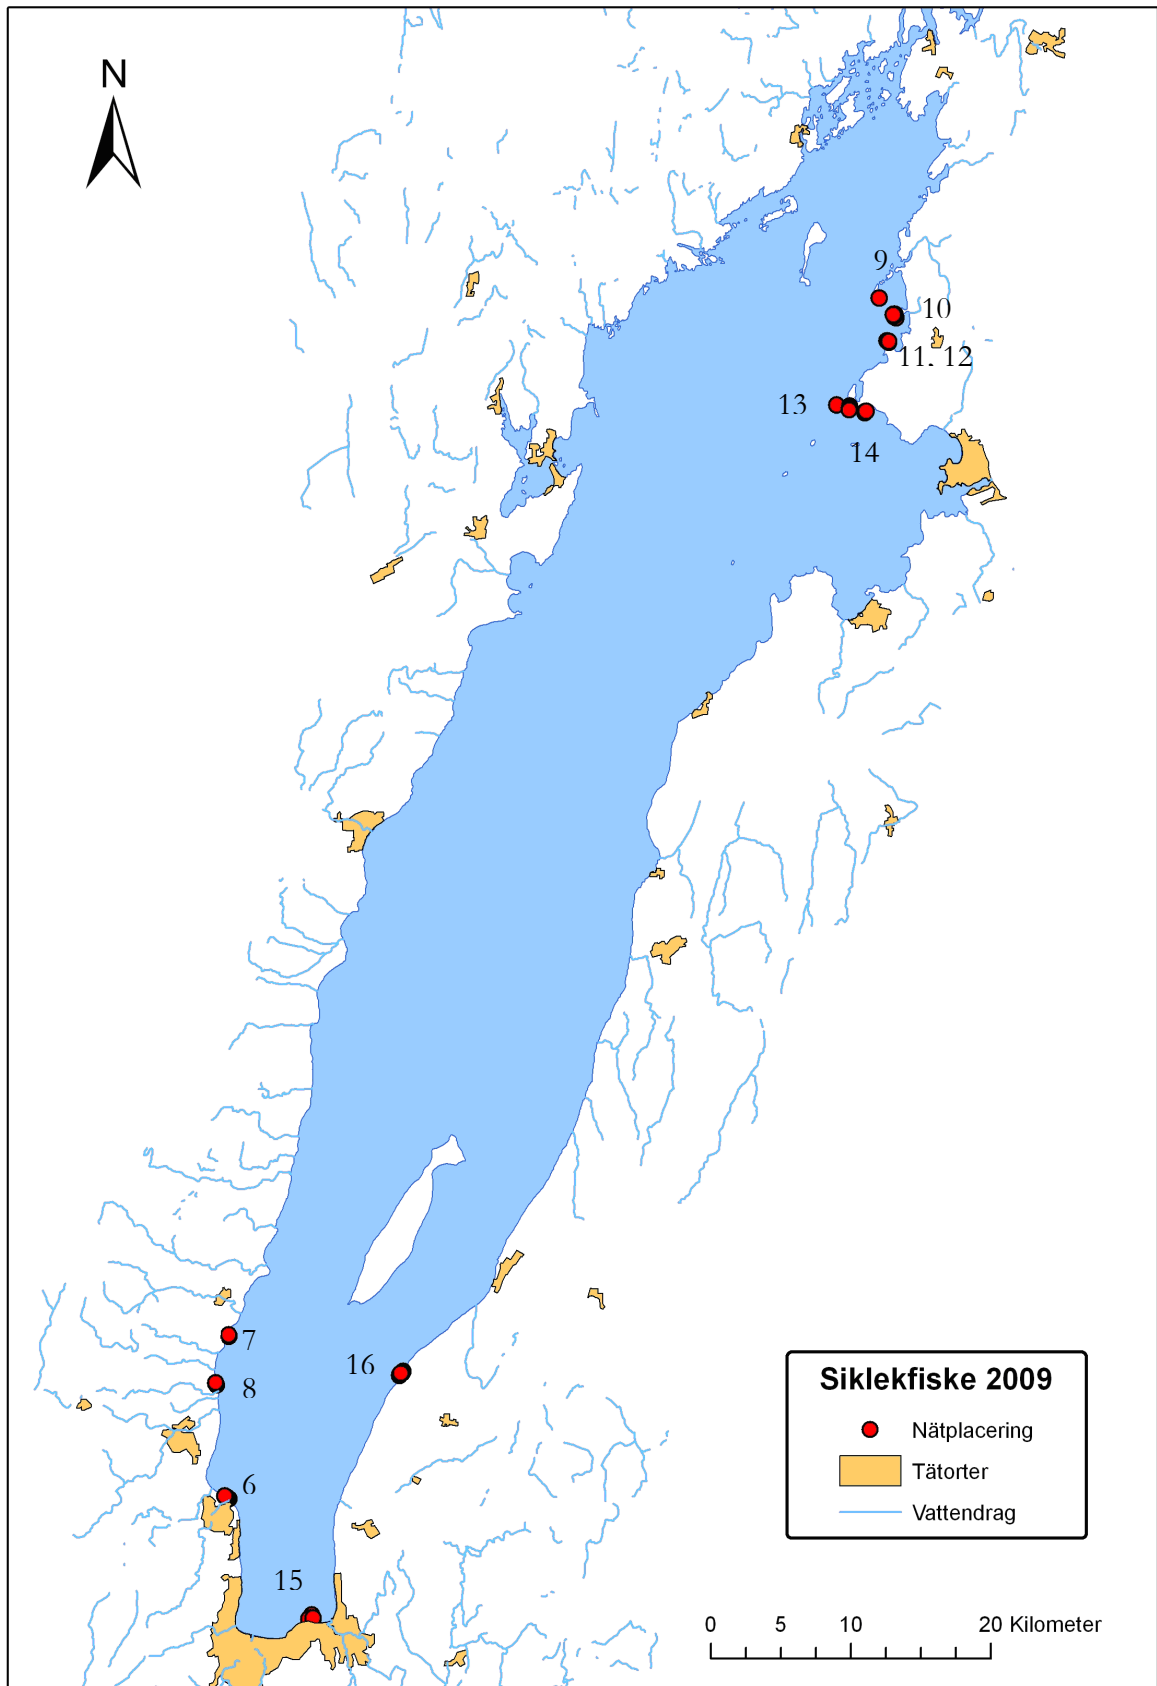 N
9
10
11, 12
13
14
7
16
8
6
15
Siklekfiske 2009
Nätplacering
Tätorter
Vattendrag
0 5 10 20 Kilometer